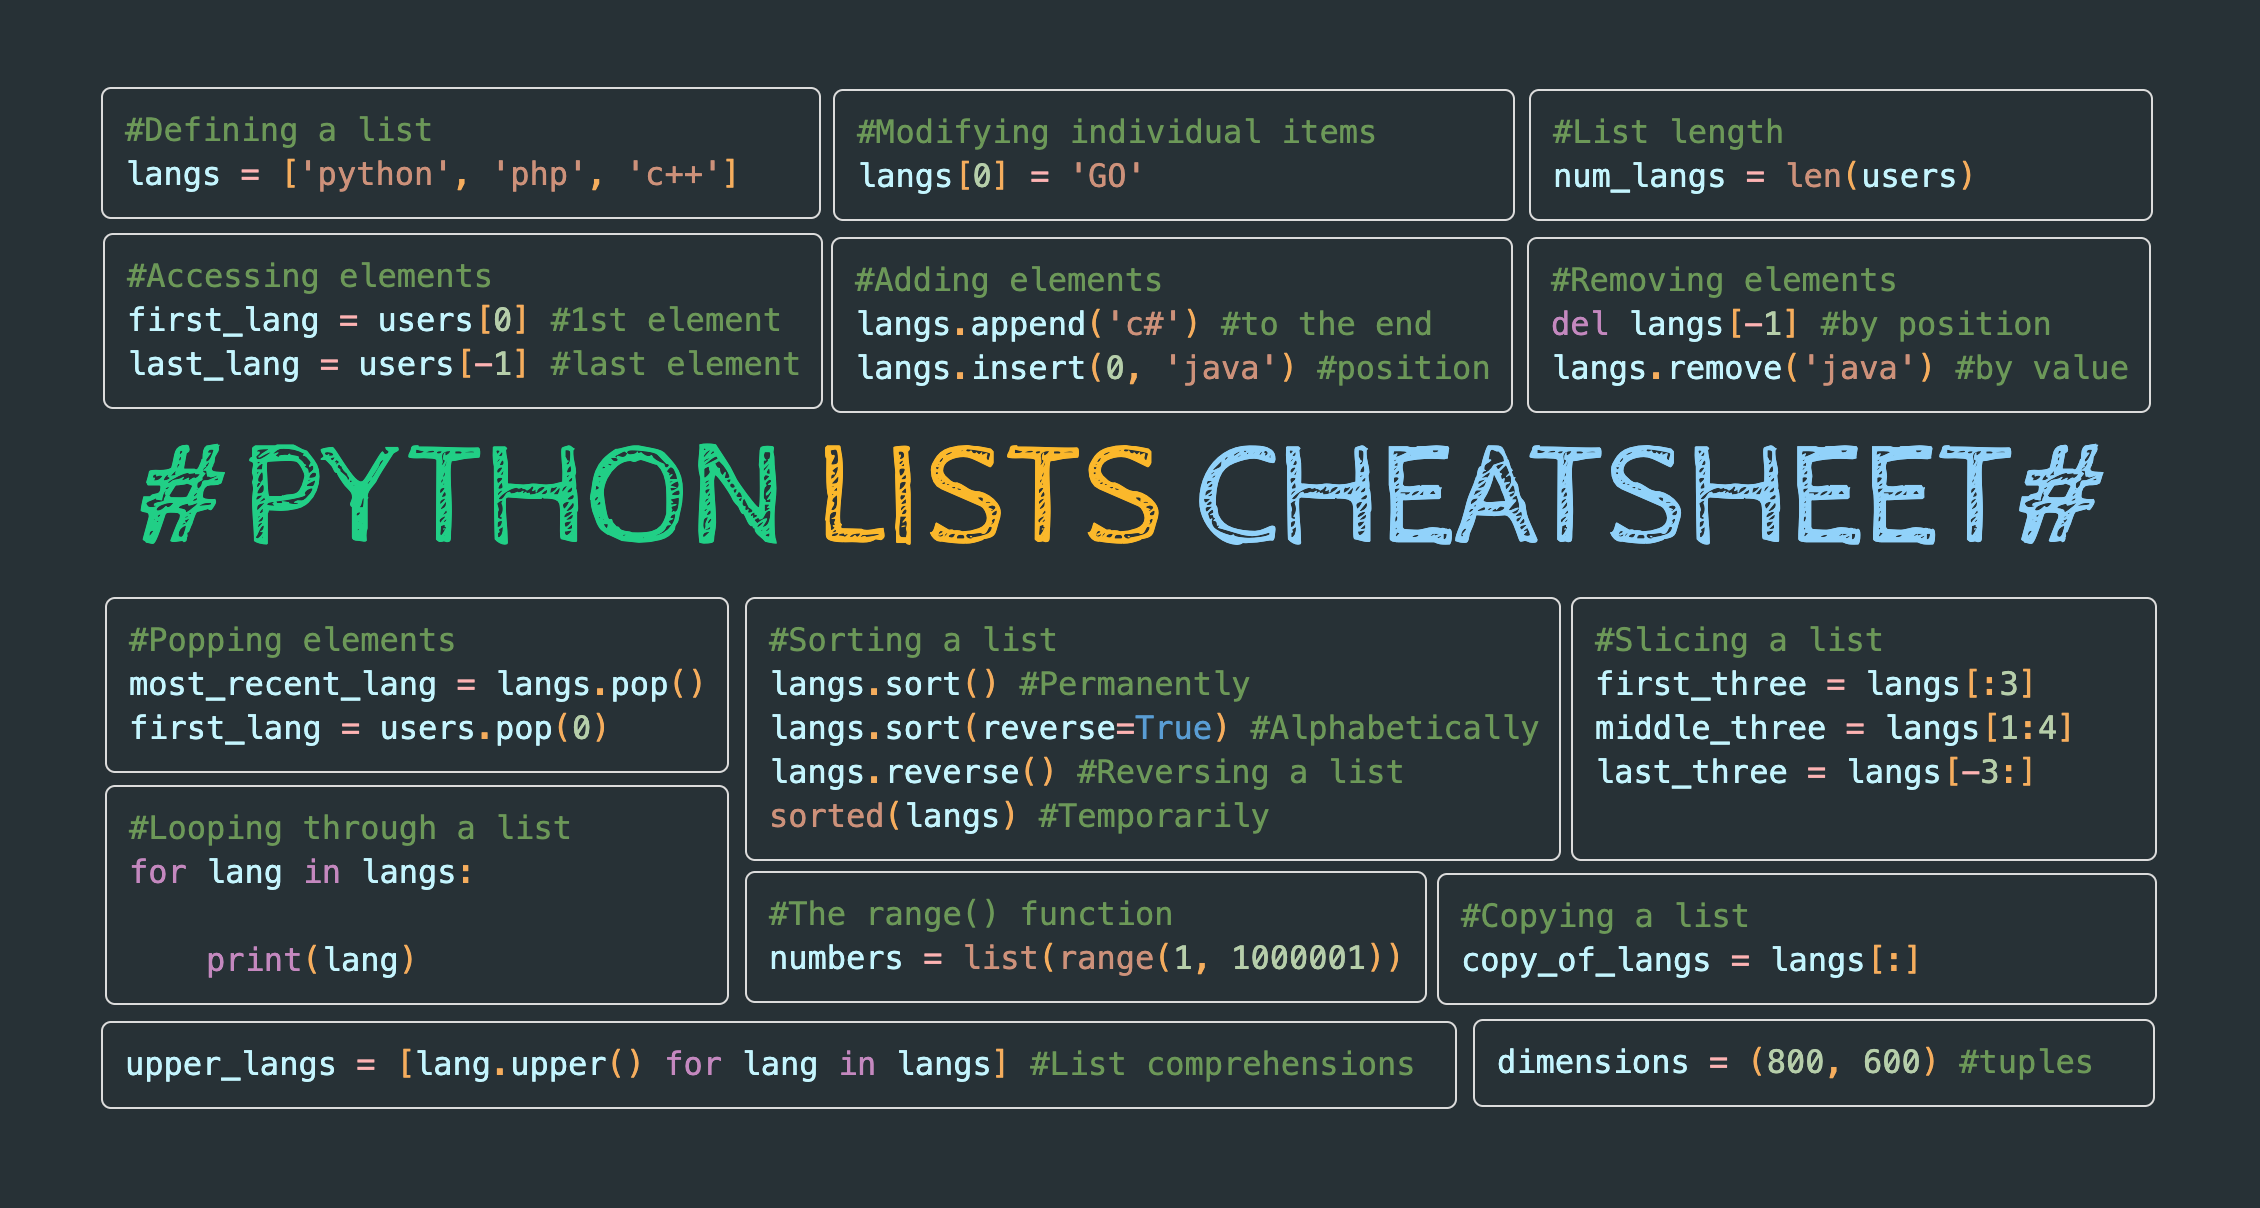 #Defining a list
langs = ['python', 'php', 'c++']
#Modifying individual items
langs[0] = 'GO'
#List length
num_langs = len(users)
#Accessing elements
first_lang = users[0] #1st element
last_lang = users[-1] #last element
#Adding elements
langs.append('c#') #to the end
langs.insert(0, 'java') #position
#Removing elements
del langs[-1] #by position
langs.remove('java') #by value
#PYTHON LISTS CHEATSHEET#
#Popping elements
most_recent_lang = langs.pop()
first_lang = users.pop(0)
#Sorting a list
langs.sort() #Permanently
langs.sort(reverse=True) #Alphabetically
langs.reverse() #Reversing a list
sorted(langs) #Temporarily
#Slicing a list
first_three = langs[:3]
middle_three = langs[1:4]
last_three = langs[-3:]
#Looping through a list
for lang in langs:
    print(lang)
#The range() function
numbers = list(range(1, 1000001))
#Copying a list
copy_of_langs = langs[:]
upper_langs = [lang.upper() for lang in langs] #List comprehensions
dimensions = (800, 600) #tuples